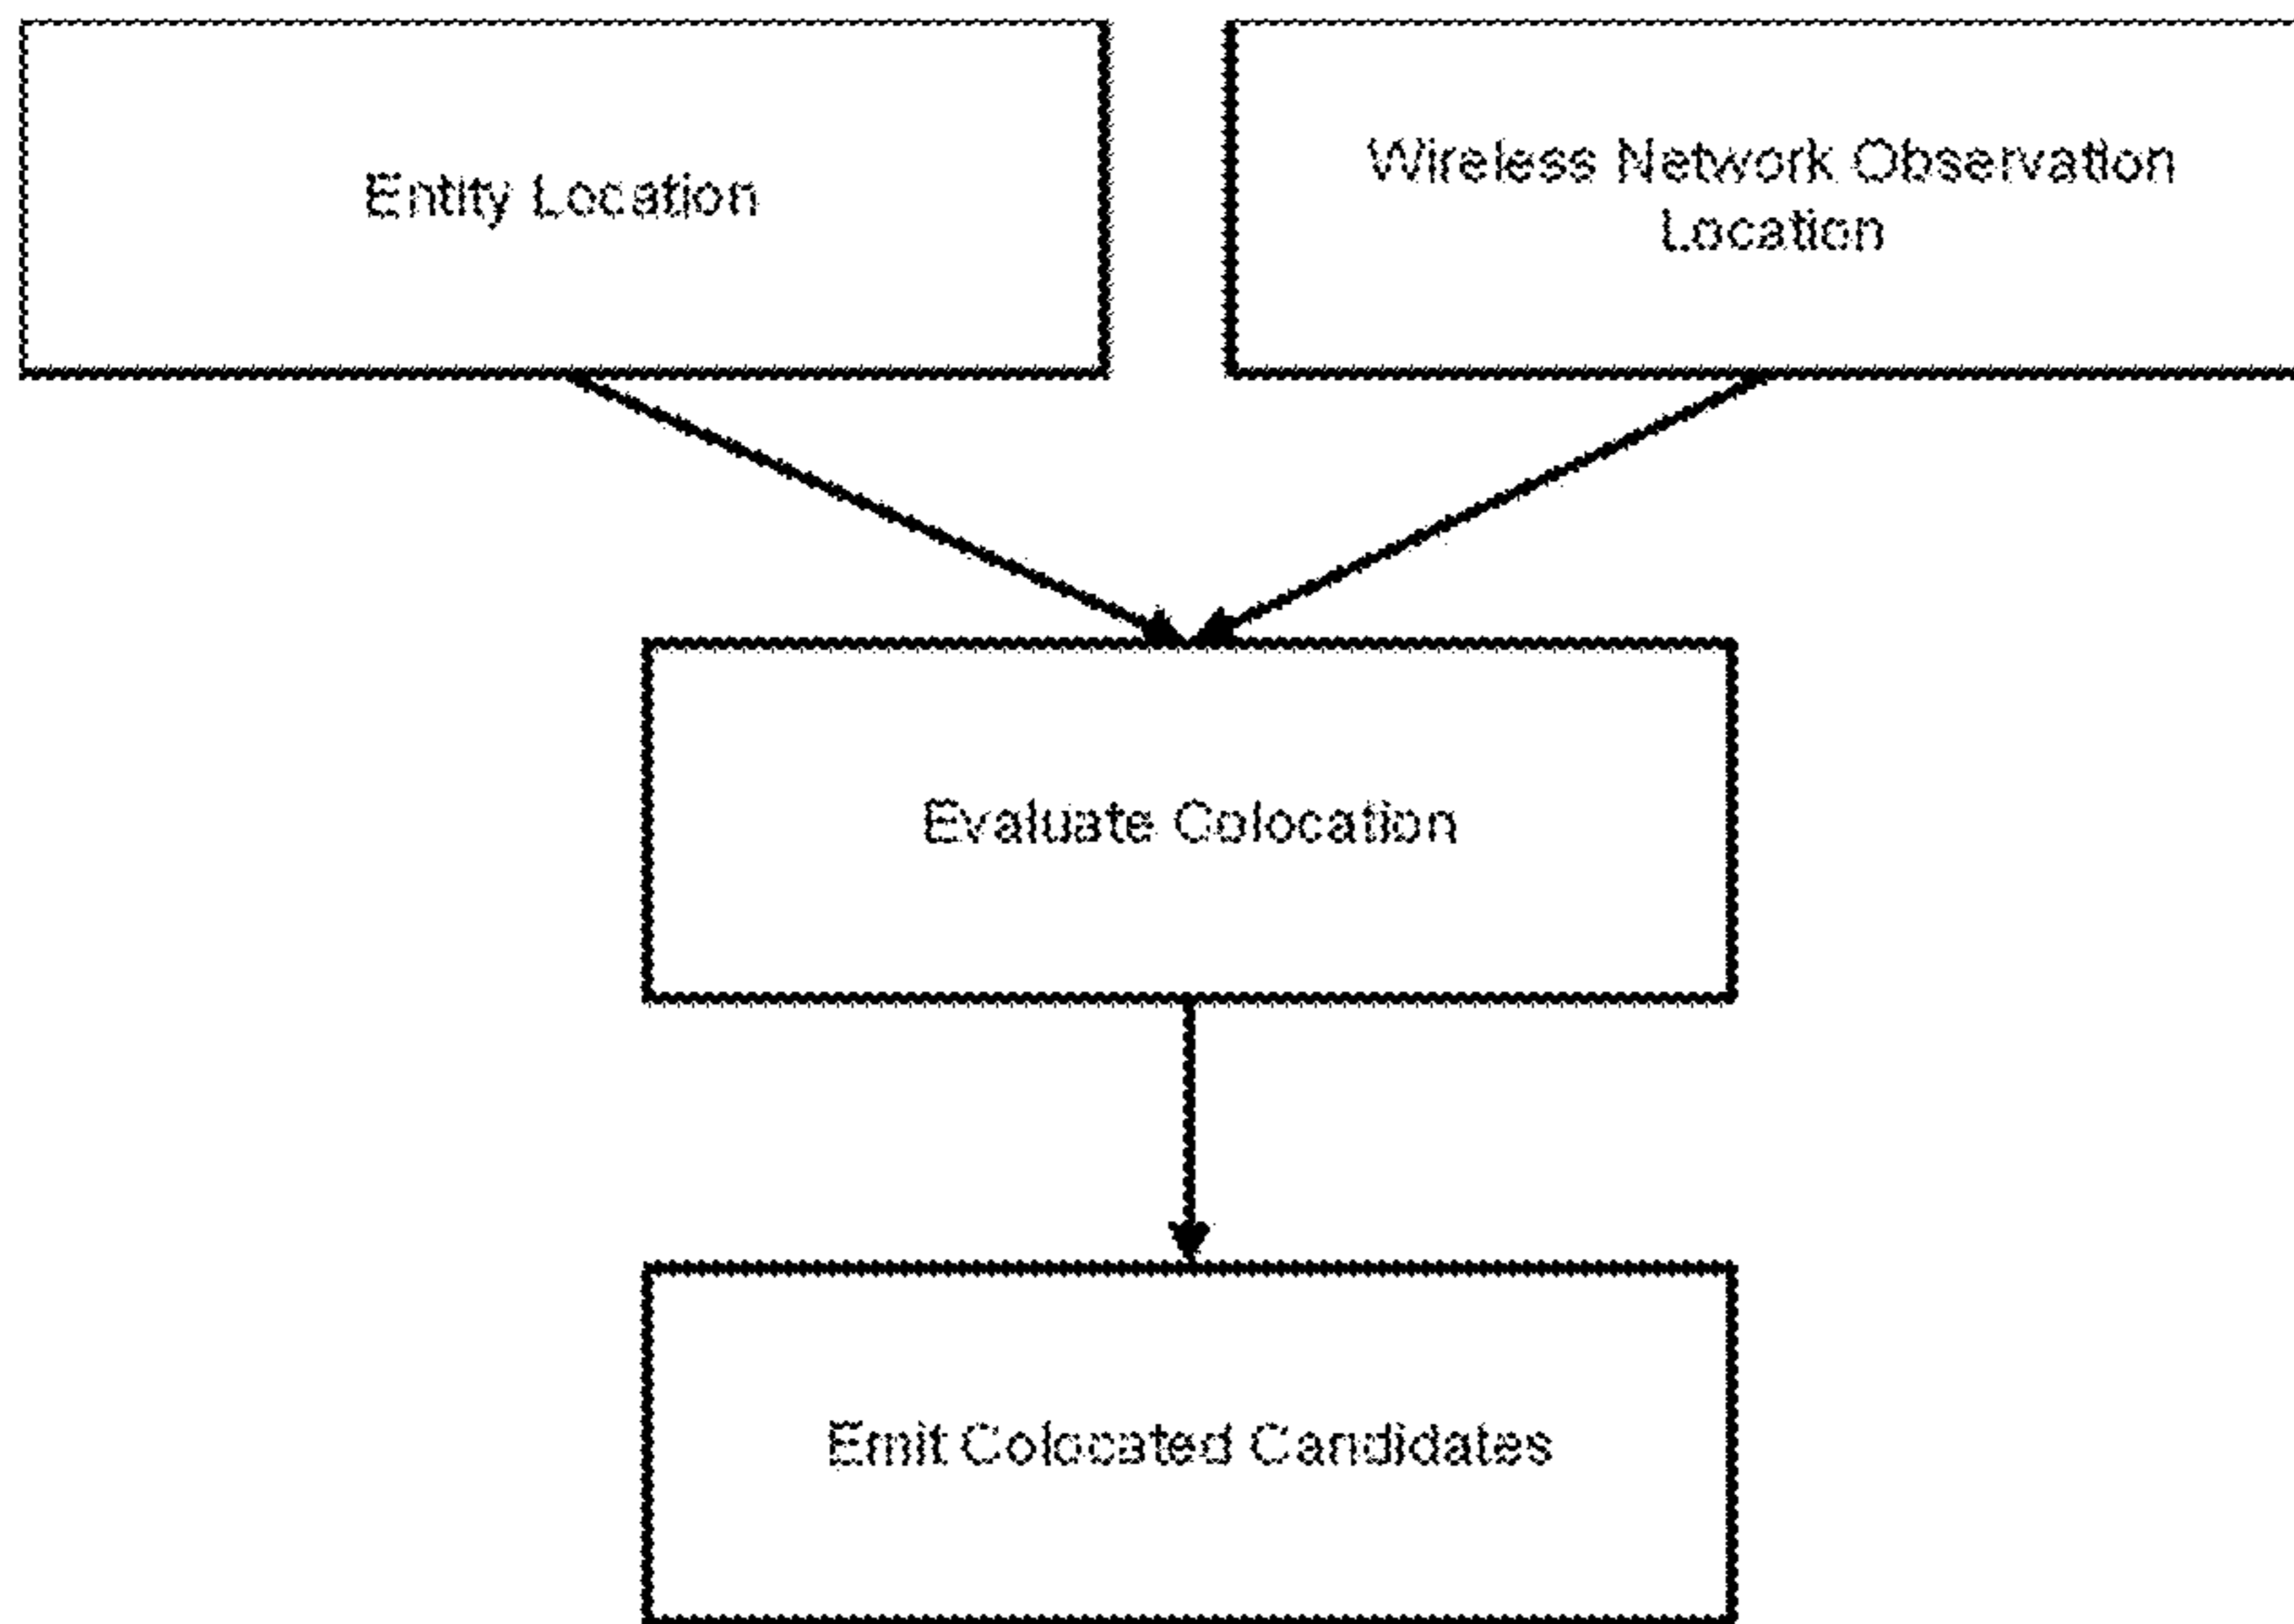 Entity Location
Wireless Network Observation
Location
Evaluate Colocation
Emit Colocated Candidates